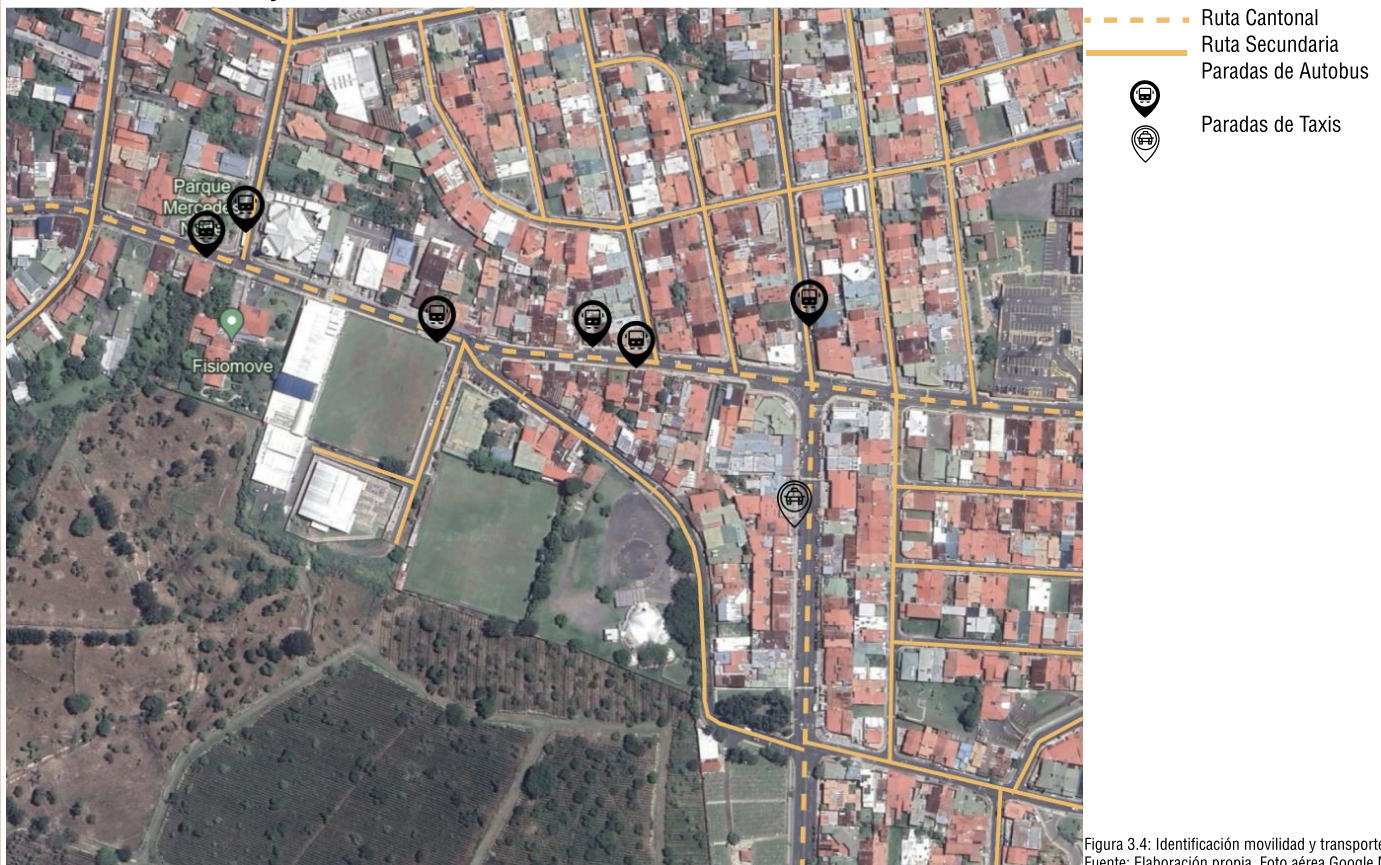 Ruta Cantonal
Ruta Secundaria
Paradas de Autobus
Paradas de Taxis
Parque
Mercedes
Fisiomove
Figura 3.4: Identificación movilidad y transporte
Fuente: Elaboración propia. Foto aérea Google